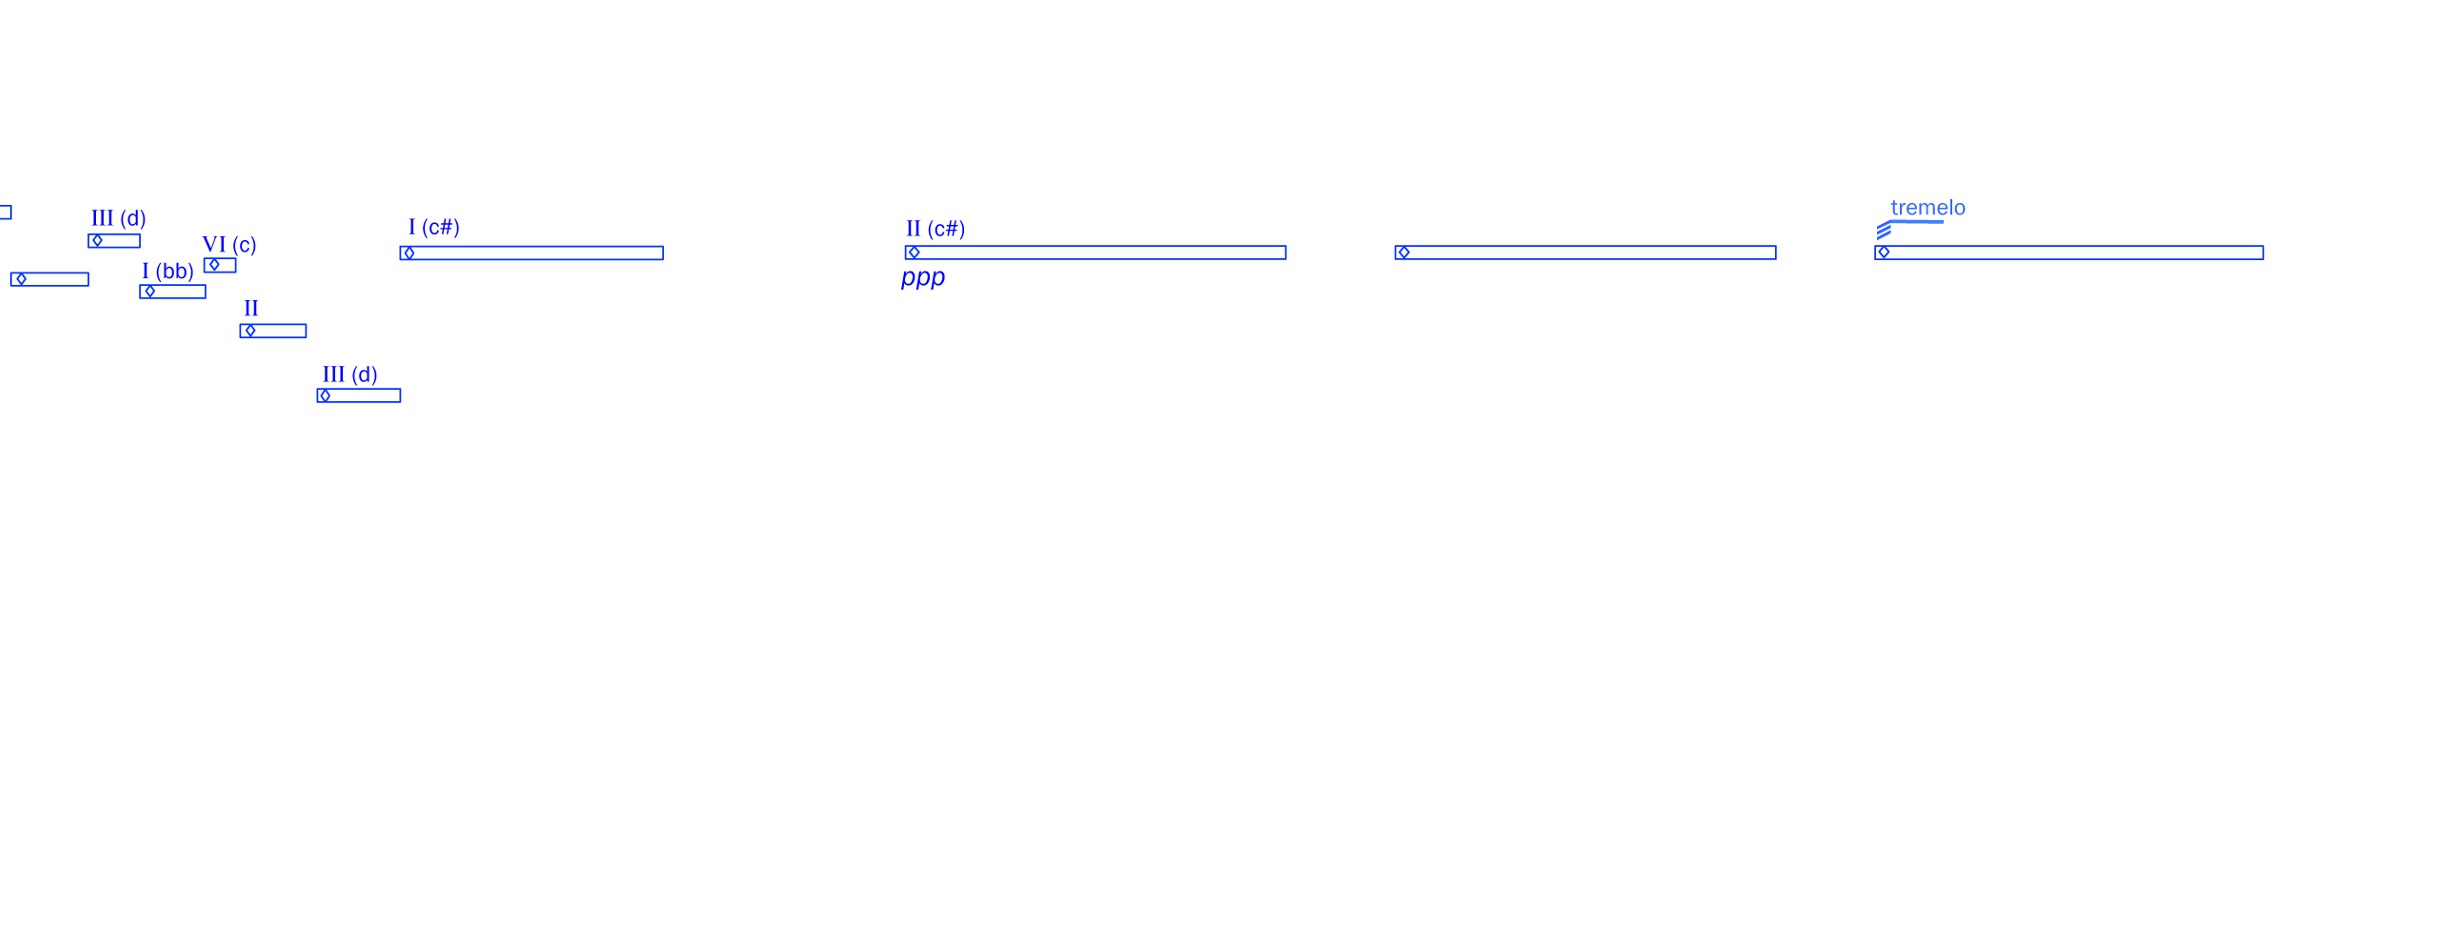 III (d)
VI (c)
I (bb)
II
III (d)
I (c#)
II (c#)
ppp
tremelo